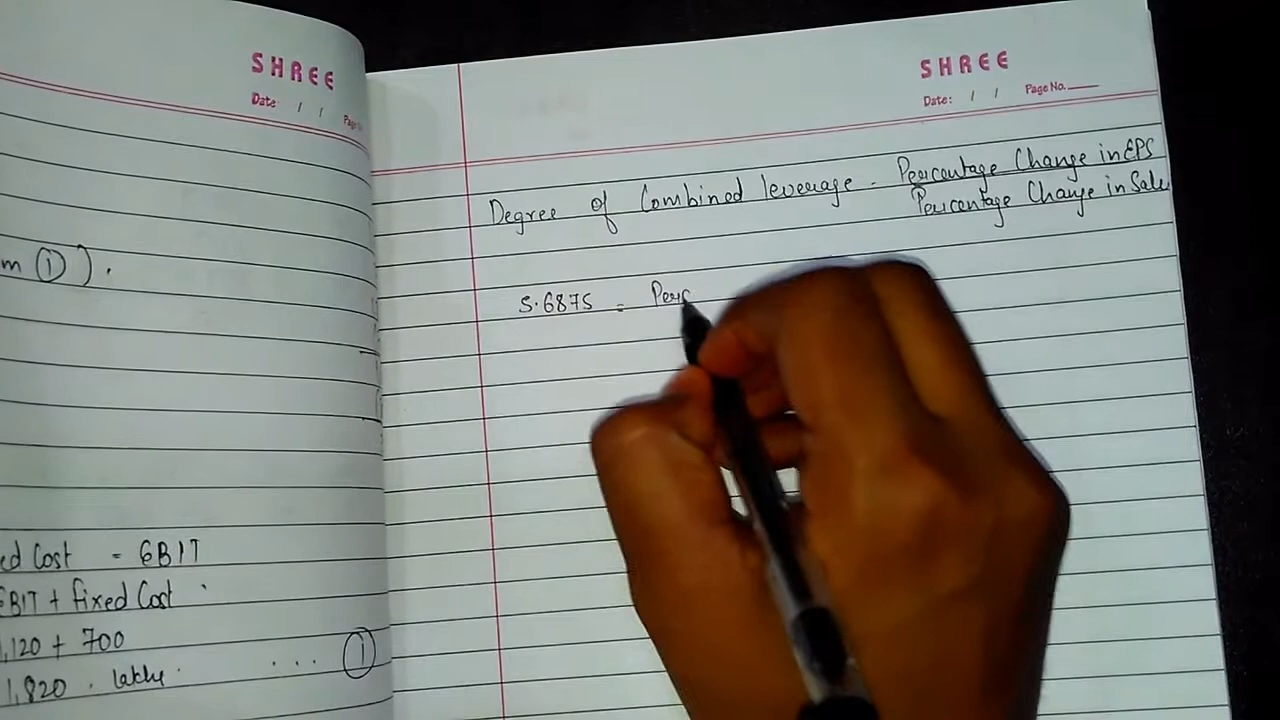 SHREE
Date / /
m ①).
ed Cost = EBIT
EBIT + fixed Cost
1,120 + 700
1,820. lakhs. ... ①
SHREE
Date: / / Page No.
Degree of Combined leverage = Percentage Change in EPS
Percentage Change in Sales
5.6875 = Perc